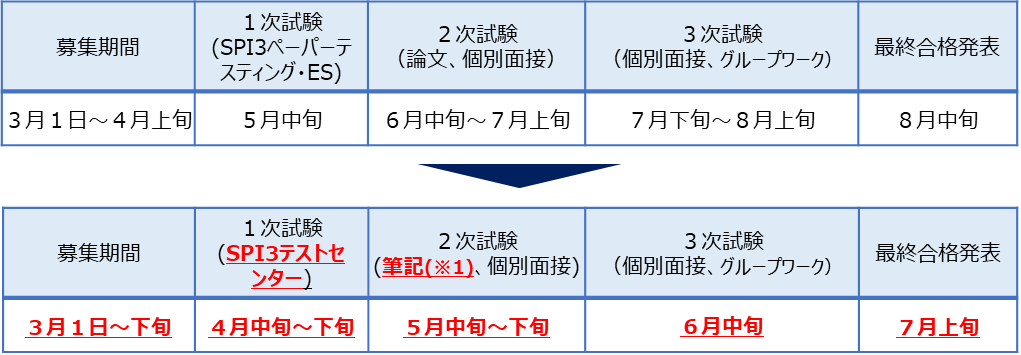 募集期間
１次試験
(SPI3ペーパーテ
スティング・ES)
２次試験
(論文、個別面接)
３次試験
(個別面接、グループワーク)
最終合格発表
３月１日～４月上旬
５月中旬
６月中旬～７月上旬
７月下旬～８月上旬
８月中旬
募集期間
１次試験
(SPI3テストセ
ンター)
２次試験
(筆記(※1)、個別面接)
３次試験
(個別面接、グループワーク)
最終合格発表
３月１日～下旬
４月中旬～下旬
５月中旬～下旬
６月中旬
７月上旬